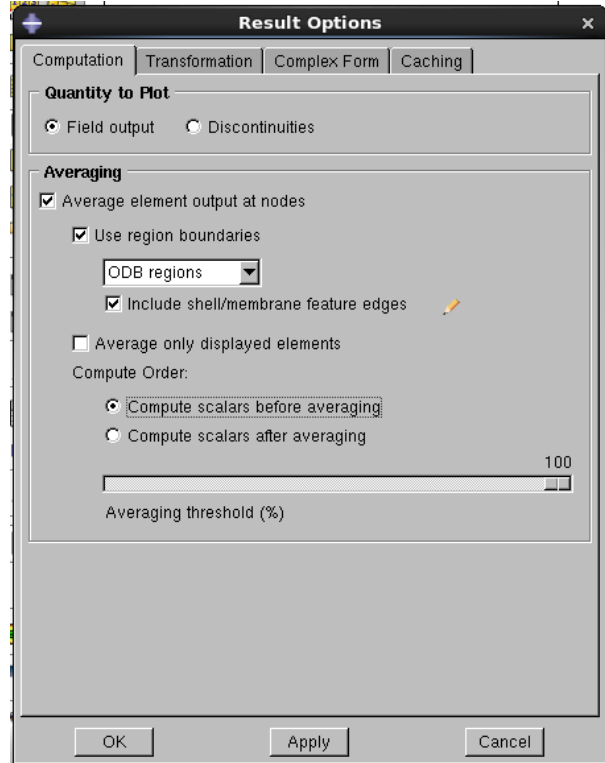 Result Options
Computation Transformation Complex Form Caching
Quantity to Plot
Field output Discontinuities
Averaging
Average element output at nodes
Use region boundaries
ODB regions
Include shell/membrane feature edges
Average only displayed elements
Compute Order:
Compute scalars before averaging
Compute scalars after averaging
100
Averaging threshold (%)
OK Apply Cancel